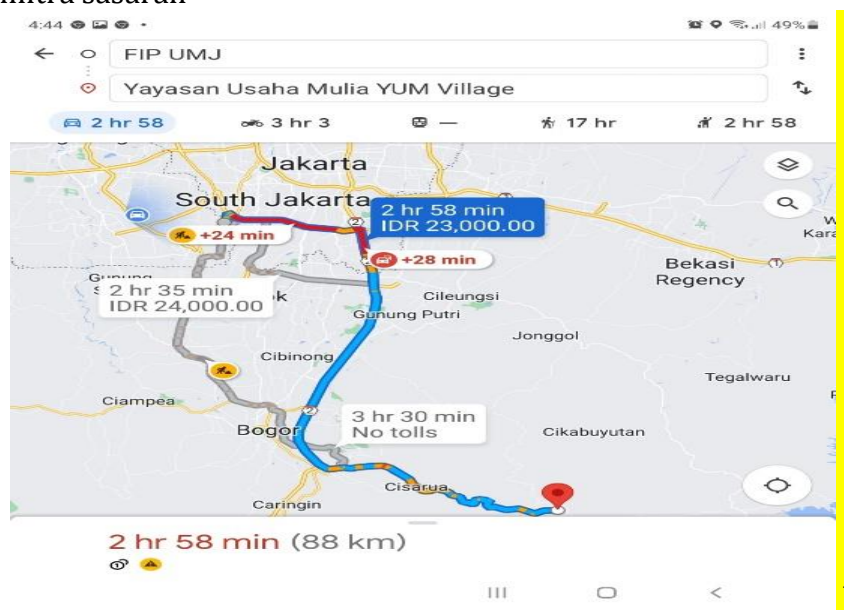 mitra sasaran
4:44
49%
FIP UMJ
Yayasan Usaha Mulia YUM Village
2 hr 58
3 hr 3
—
17 hr
2 hr 58
Jakarta
South Jakarta
2 hr 58 min
IDR 23,000.00
+24 min
+28 min
Bekasi
Regency
2 hr 35 min
IDR 24,000.00
Cileungsi
Gunung Putri
Jonggol
Cibinong
Tegalwaru
Ciampea
3 hr 30 min
No tolls
Bogor
Cikabuyutan
Cisarua
Caringin
2 hr 58 min (88 km)